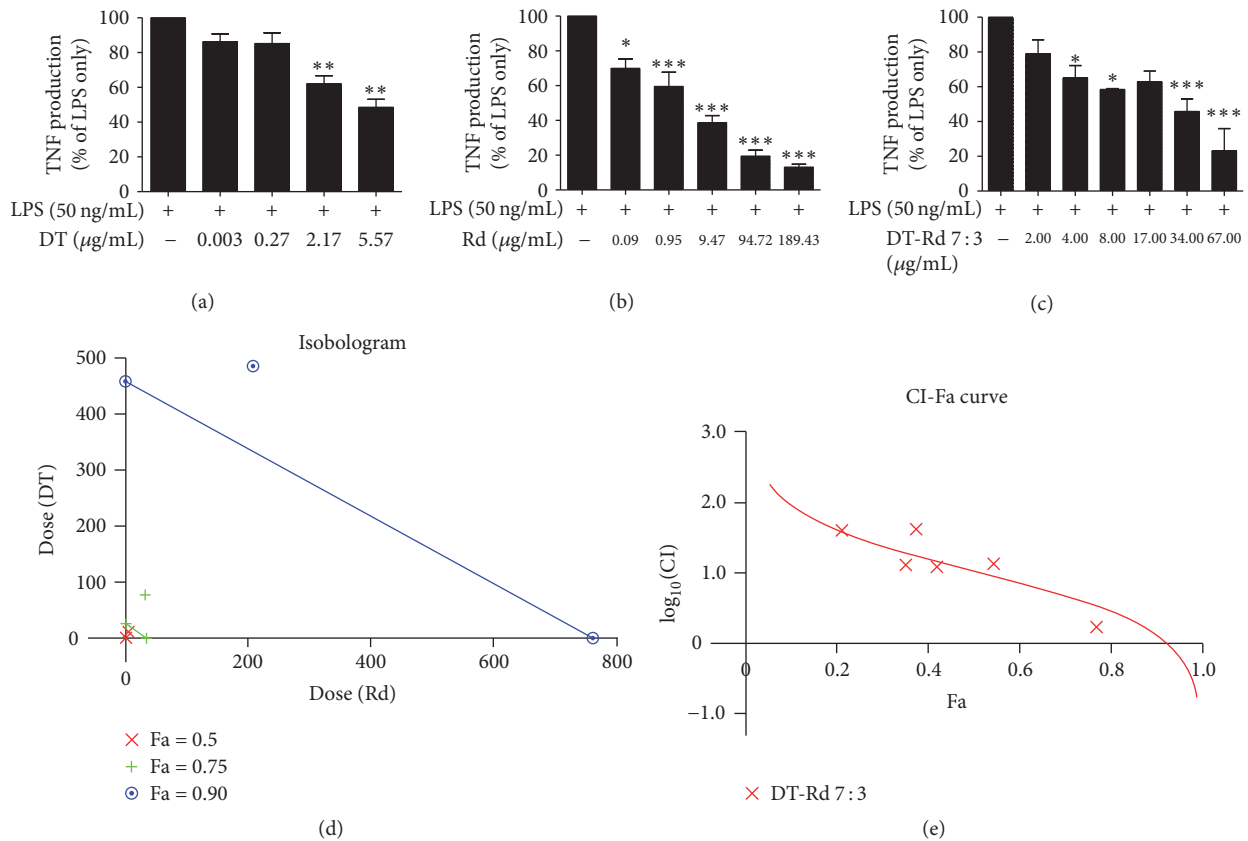 100
80
60
40
20
0
TNF production
(% of LPS only)
**
**
LPS (50 ng/mL) + + + + +
DT (μg/mL) − 0.003 0.27 2.17 5.57
(a)
100
80
60
40
20
0
TNF production
(% of LPS only)
*
***
***
***
***
LPS (50 ng/mL) + + + + + +
Rd (μg/mL) − 0.09 0.95 9.47 94.72 189.43
(b)
100
80
60
40
20
0
TNF production
(% of LPS only)
*
*
***
***
LPS (50 ng/mL) + + + + + + +
DT-Rd 7 : 3 − 2.00 4.00 8.00 17.00 34.00 67.00
(μg/mL)
(c)
Isobologram
500
400
300
200
100
0
Dose (DT)
0 200 400 600 800
Dose (Rd)
Fa = 0.5
Fa = 0.75
Fa = 0.90
(d)
CI-Fa curve
3.0
2.0
1.0
0
−1.0
log10(CI)
0 0.2 0.4 0.6 0.8 1.0
Fa
DT-Rd 7 : 3
(e)